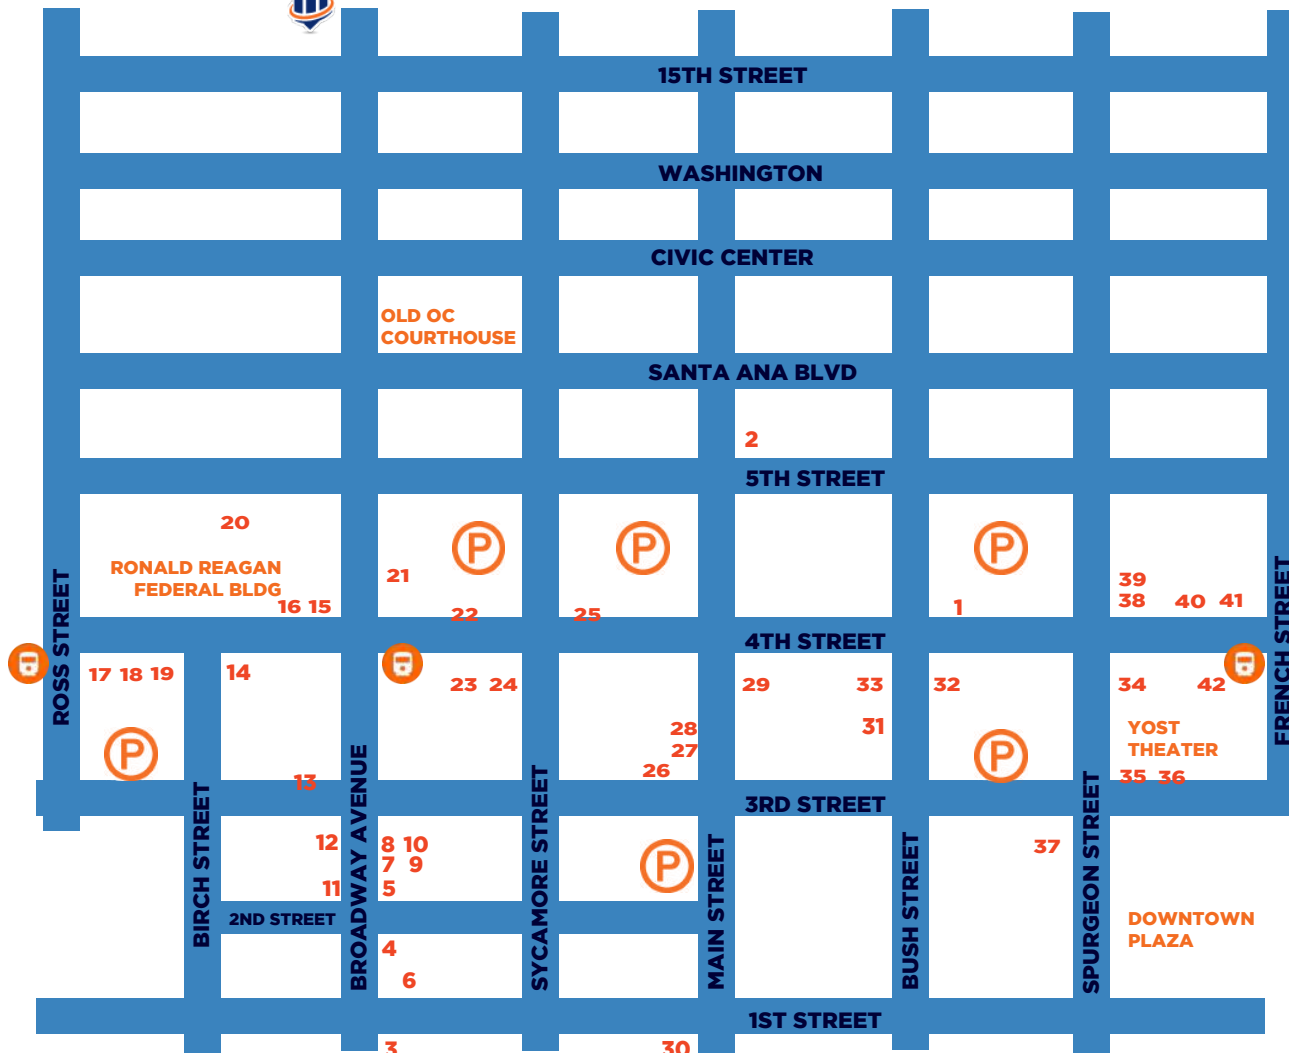 15TH STREET
WASHINGTON
CIVIC CENTER
OLD OC
COURTHOUSE
SANTA ANA BLVD
2
5TH STREET
20
P
P
P
RONALD REAGAN
FEDERAL BLDG
16 15
21
22
25
1
39
38
40
41
ROSS STREET
4TH STREET
FRENCH STREET
17 18 19
14
23 24
29
33
32
34
42
28
27
26
31
YOST
THEATER
35 36
P
P
13
3RD STREET
BIRCH STREET
BROADWAY AVENUE
SYCAMORE STREET
MAIN STREET
BUSH STREET
SPURGEON STREET
12
11
8 10
7 9
5
P
37
2ND STREET
DOWNTOWN
PLAZA
4
6
1ST STREET
3
30